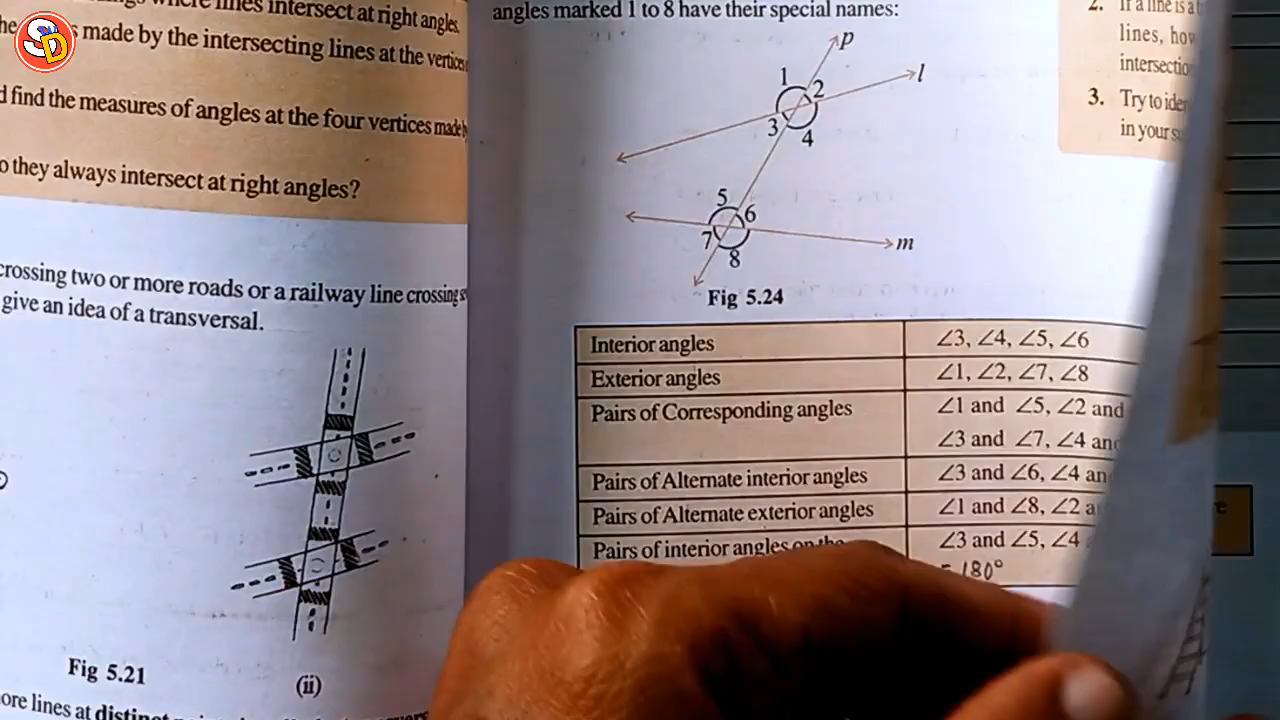 SD
lines intersect at right angles.
made by the intersecting lines at the vertices
find the measures of angles at the four vertices made
they always intersect at right angles?
crossing two or more roads or a railway line crossing
give an idea of a transversal.
Fig 5.21
(ii)
ore lines at distinct
angles marked 1 to 8 have their special names:
p
1
2
l
3
4
5
6
7
m
8
Fig 5.24
Interior angles ∠3, ∠4, ∠5, ∠6
Exterior angles ∠1, ∠2, ∠7, ∠8
Pairs of Corresponding angles ∠1 and ∠5, ∠2 and
∠3 and ∠7, ∠4 an
Pairs of Alternate interior angles ∠3 and ∠6, ∠4 an
Pairs of Alternate exterior angles ∠1 and ∠8, ∠2 a
Pairs of interior angles on the ∠3 and ∠5, ∠4
= 180°
2. If a line is a t
lines, how
intersectio
3. Try to iden
in your s